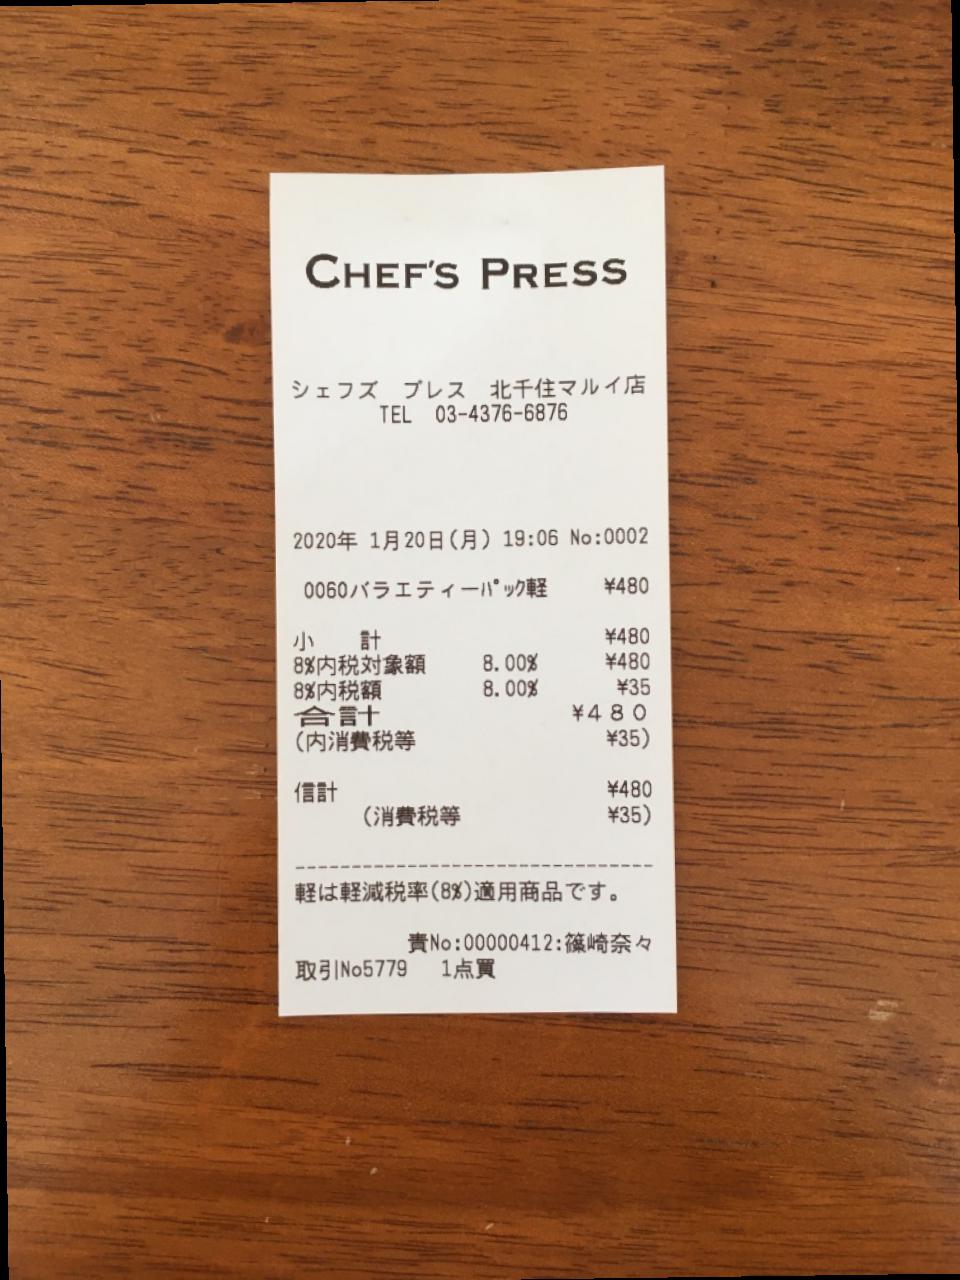 CHEF'S PRESS
シェフズ　プレス　北千住マルイ店
TEL 03-4376-6876
2020年 1月20日(月) 19:06 No:0002
0060バラエティーﾊﾟｯｸ軽 ¥480
小　計 ¥480
8%内税対象額 8.00% ¥480
8%内税額 8.00% ¥35
合計 ¥４８０
(内消費税等 ¥35)
信計 ¥480
(消費税等 ¥35)
--------------------------------
軽は軽減税率(8%)適用商品です。
責No:00000412:篠崎奈々
取引No5779 1点買